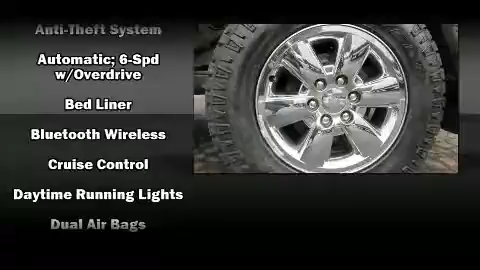 Anti-Theft System
Automatic; 6-Spd
w/Overdrive
Bed Liner
Bluetooth Wireless
Cruise Control
Daytime Running Lights
Dual Air Bags